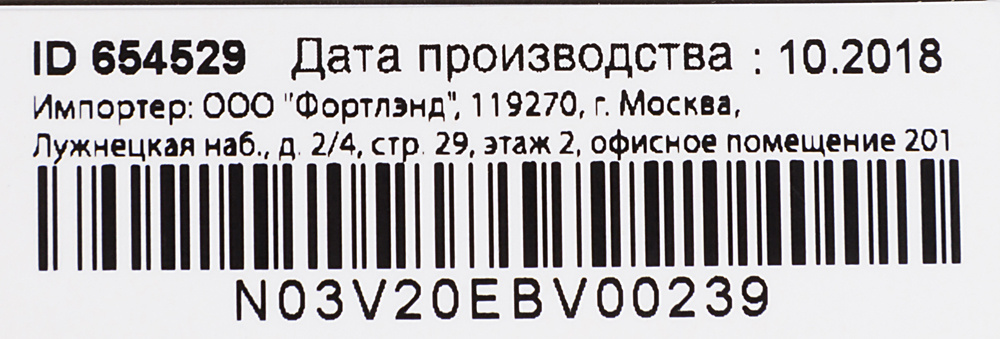 ID 654529 Дата производства : 10.2018
Импортер: ООО "Фортлэнд", 119270, г. Москва,
Лужнецкая наб., д. 2/4, стр. 29, этаж 2, офисное помещение 201
N03V20EBV00239